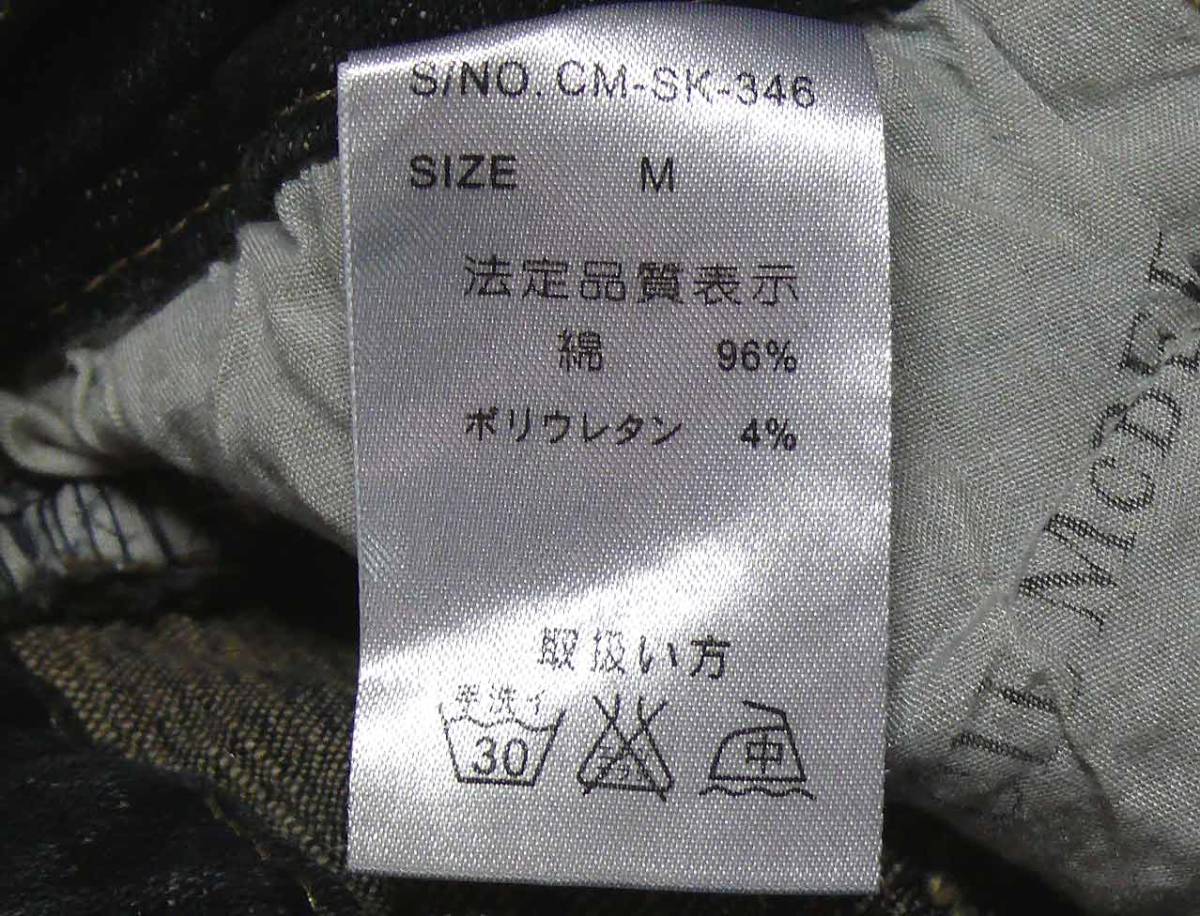 S/NO. CM-SK-346
SIZE M
法定品質表示
綿 96%
ポリウレタン 4%
取扱い方
手洗イ
30
中
McD